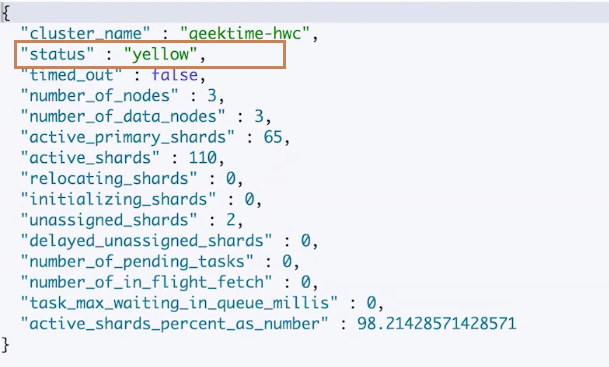 {
"cluster_name" : "geektime-hwc",
"status" : "yellow",
"timed_out" : false,
"number_of_nodes" : 3,
"number_of_data_nodes" : 3,
"active_primary_shards" : 65,
"active_shards" : 110,
"relocating_shards" : 0,
"initializing_shards" : 0,
"unassigned_shards" : 2,
"delayed_unassigned_shards" : 0,
"number_of_pending_tasks" : 0,
"number_of_in_flight_fetch" : 0,
"task_max_waiting_in_queue_millis" : 0,
"active_shards_percent_as_number" : 98.21428571428571
}